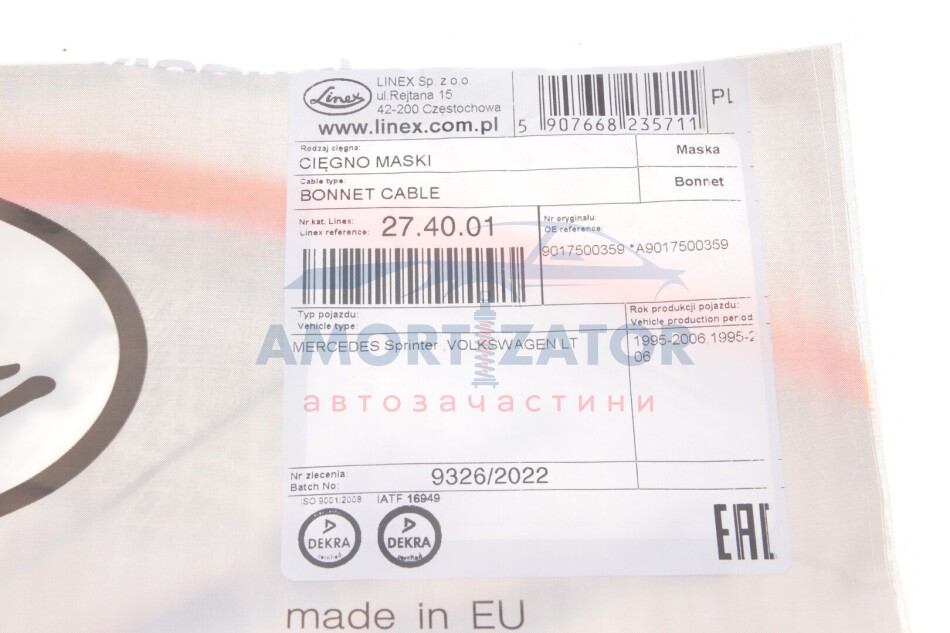 Linex
LINEX Sp. z o.o.
ul.Rejtana 15
42-200 Częstochowa
www.linex.com.pl
5 907668 235711
PL
Rodzaj cięgna:
CIĘGNO MASKI
Maska
Cable type:
BONNET CABLE
Bonnet
Nr kat. Linex:
Linex reference:
27.40.01
Nr oryginału:
OE reference:
9017500359 *A9017500359
Typ pojazdu:
Vehicle type:
MERCEDES Sprinter ,VOLKSWAGEN LT
Rok produkcji pojazdu:
Vehicle production period
1995-2006,1995-2
06
AMORTIZATOR
автозапчастини
Nr zlecenia:
Batch No:
9326/2022
ISO 9001:2008
IATF 16949
DEKRA
DEKRA
EAC
made in EU